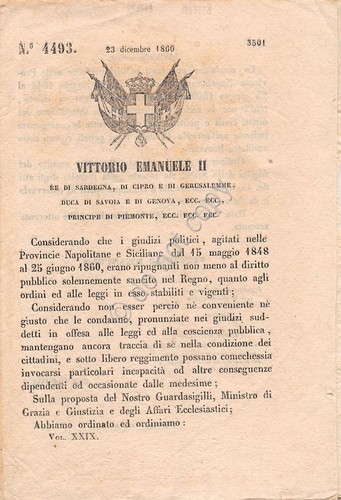 N.º 4493.
23 dicembre 1860
3501
VITTORIO EMANUELE II
RE DI SARDEGNA, DI CIPRO E DI GERUSALEMME,
DUCA DI SAVOIA E DI GENOVA, ECC. ECC.,
PRINCIPE DI PIEMONTE, ECC. ECC. ECC.
Considerando che i giudizi politici, agitati nelle
Provincie Napolitane e Siciliane dal 15 maggio 1848
al 25 giugno 1860, erano ripugnanti non meno al diritto
pubblico solennemente sancito nel Regno, quanto agli
ordini ed alle leggi in esso stabiliti e vigenti;
Considerando non esser perciò nè conveniente nè
giusto che le condanne, pronunziate nei giudizi sud-
detti in offesa alle leggi ed alla coscienza pubblica,
mantengano ancora traccia di sè nella condizione dei
cittadini, e sotto libero reggimento possano comechessia
invocarsi particolari incapacità od altre conseguenze
dipendenti od occasionate dalle medesime;
Sulla proposta del Nostro Guardasigilli, Ministro di
Grazia e Giustizia e degli Affari Ecclesiastici;
Abbiamo ordinato ed ordiniamo:
VOL. XXIX.